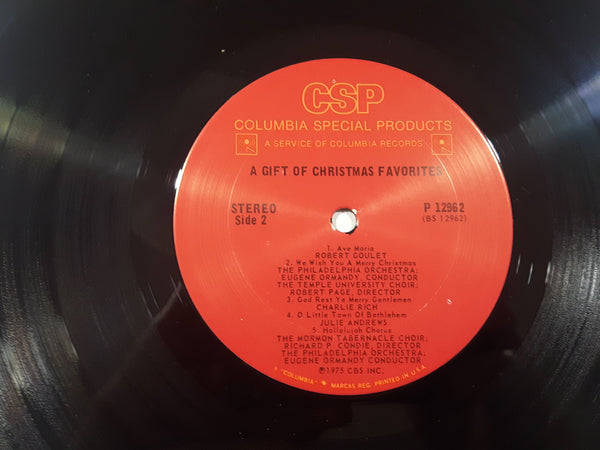 CSP
COLUMBIA SPECIAL PRODUCTS
A SERVICE OF COLUMBIA RECORDS
A GIFT OF CHRISTMAS FAVORITES
STEREO
Side 2
P 12962
(BS 12962)
1. Ave Maria
ROBERT GOULET
2. We Wish You A Merry Christmas
THE PHILADELPHIA ORCHESTRA;
EUGENE ORMANDY, CONDUCTOR
THE TEMPLE UNIVERSITY CHOIR;
ROBERT PAGE, DIRECTOR
3. God Rest Ye Merry Gentlemen
CHARLIE RICH
4. O Little Town Of Bethlehem
JULIE ANDREWS
5. Hallelujah Chorus
THE MORMON TABERNACLE CHOIR;
RICHARD P. CONDIE, DIRECTOR
THE PHILADELPHIA ORCHESTRA;
EUGENE ORMANDY CONDUCTOR
Ⓟ1975 CBS INC.
"COLUMBIA" MARCAS REG. PRINTED IN U.S.A.